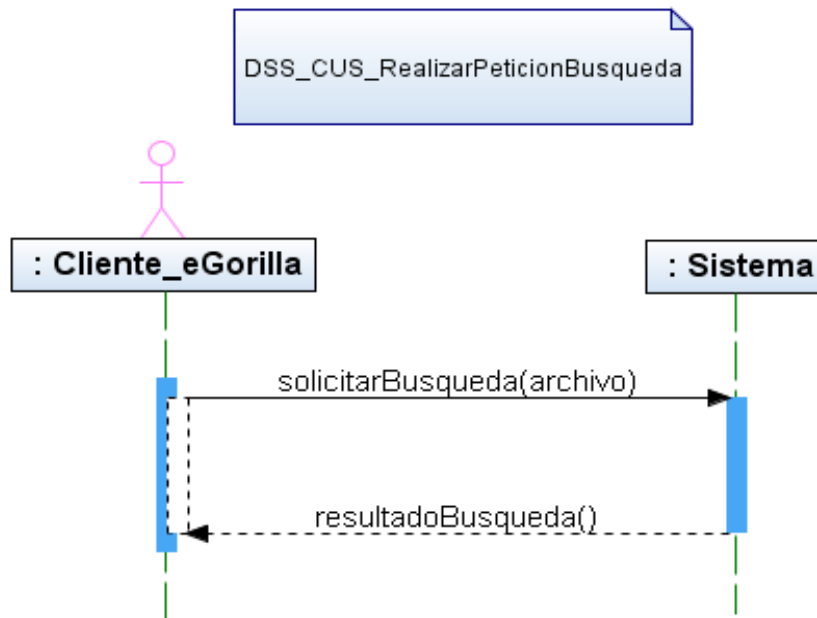 DSS_CUS_RealizarPeticionBusqueda
: Cliente_eGorilla
: Sistema
solicitarBusqueda(archivo)
resultadoBusqueda()